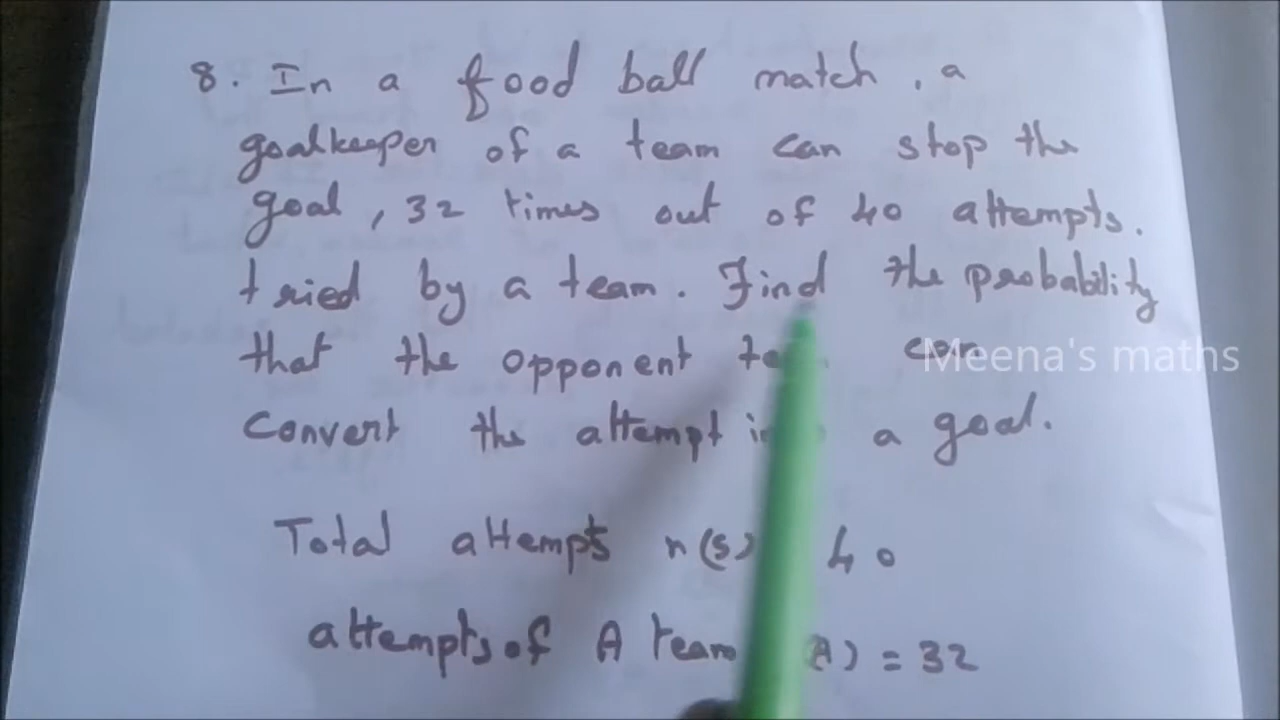 8. In a food ball match, a
goalkeeper of a team can stop the
goal, 32 times out of 40 attempts.
tried by a team. Find the probability
that the opponent can
Meena's maths
convert the attempt a goal.
Total attempts n(s) 40
attempts of A team (A) = 32